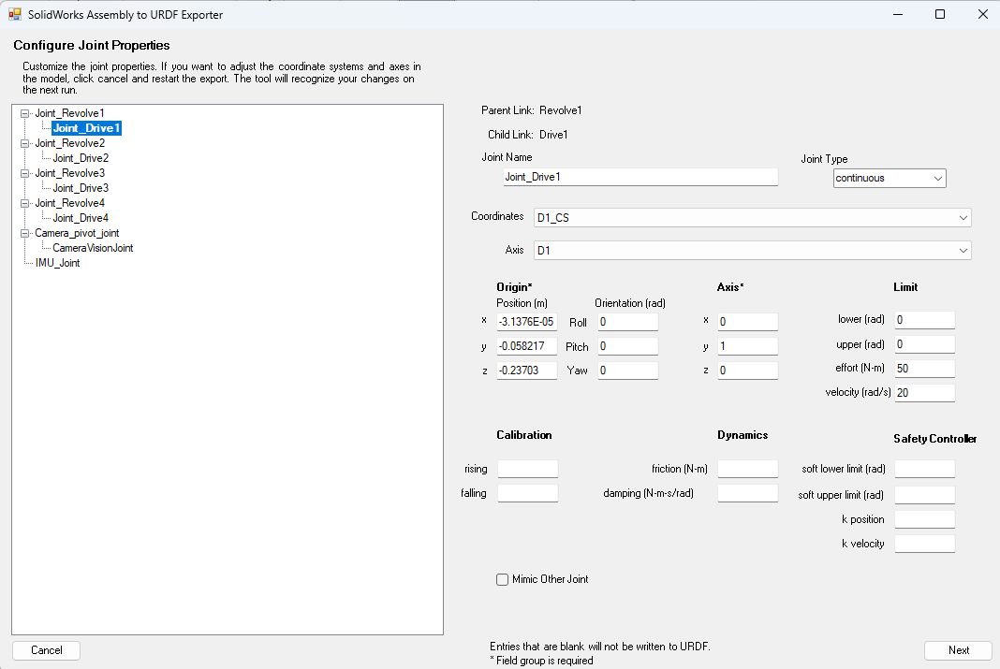 SolidWorks Assembly to URDF Exporter
Configure Joint Properties
Customize the joint properties. If you want to adjust the coordinate systems and axes in
the model, click cancel and restart the export. The tool will recognize your changes on
the next run.
Joint_Revolve1
Joint_Drive1
Joint_Revolve2
Joint_Drive2
Joint_Revolve3
Joint_Drive3
Joint_Revolve4
Joint_Drive4
Camera_pivot_joint
CameraVisionJoint
IMU_Joint
Parent Link: Revolve1
Child Link: Drive1
Joint Name
Joint_Drive1
Joint Type
continuous
Coordinates D1_CS
Axis D1
Origin* Axis* Limit
Position (m) Orientation (rad)
x -3.1376E-05 Roll 0 x 0 lower (rad) 0
y -0.058217 Pitch 0 y 1 upper (rad) 0
z -0.23703 Yaw 0 z 0 effort (N-m) 50
velocity (rad/s) 20
Calibration Dynamics Safety Controller
rising friction (N-m) soft lower limit (rad)
falling damping (N-m-s/rad) soft upper limit (rad)
k position
k velocity
Mimic Other Joint
Entries that are blank will not be written to URDF.
* Field group is required
Cancel Next